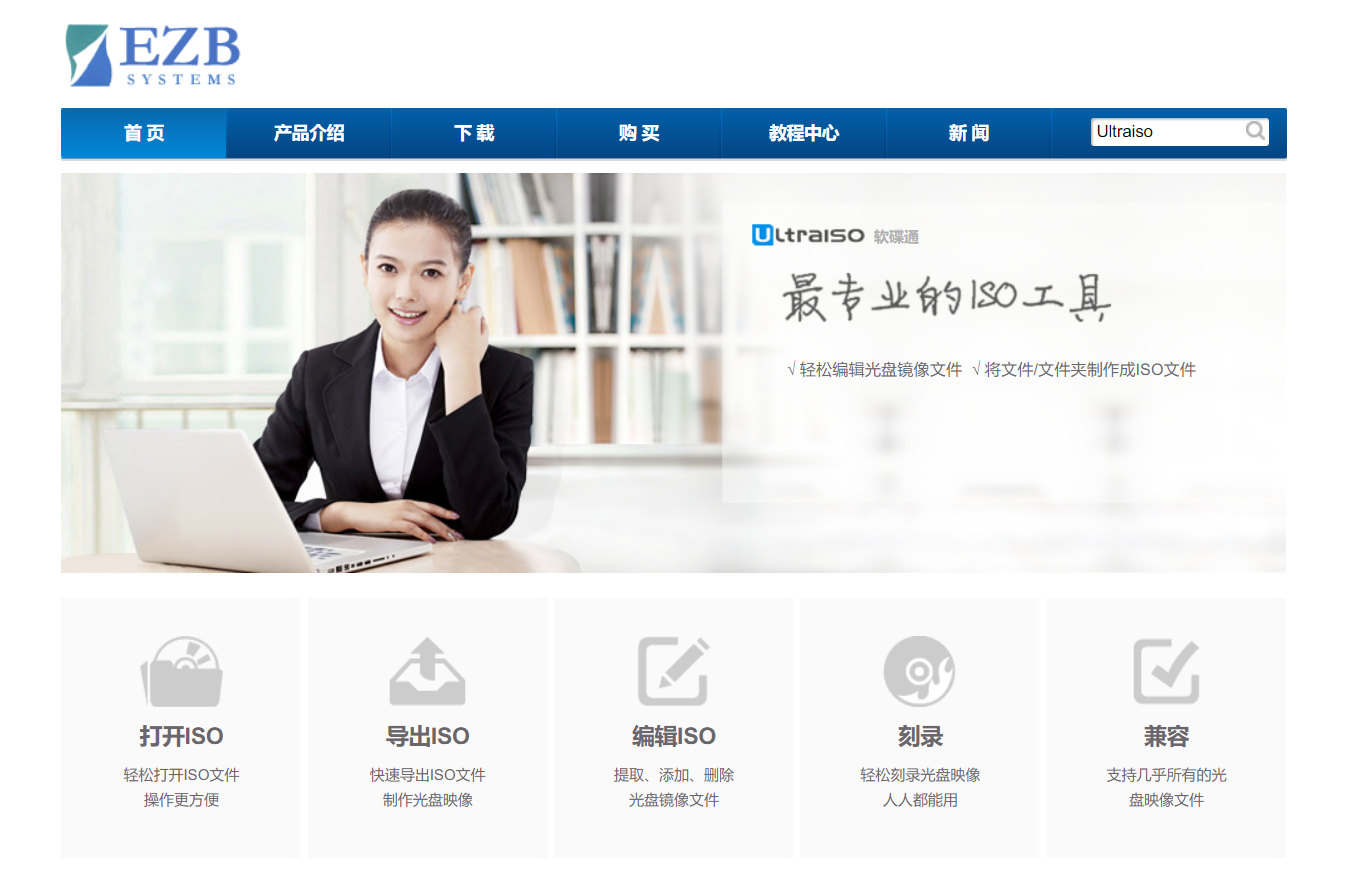 EZB
SYSTEMS
首 页
产品介绍
下 载
购 买
教程中心
新 闻
Ultraiso
UltraISO 软碟通
最专业的ISO工具
√ 轻松编辑光盘镜像文件 √ 将文件/文件夹制作成ISO文件
打开ISO
轻松打开ISO文件
操作更方便
导出ISO
快速导出ISO文件
制作光盘映像
编辑ISO
提取、添加、删除
光盘镜像文件
刻录
轻松刻录光盘映像
人人都能用
兼容
支持几乎所有的光
盘映像文件